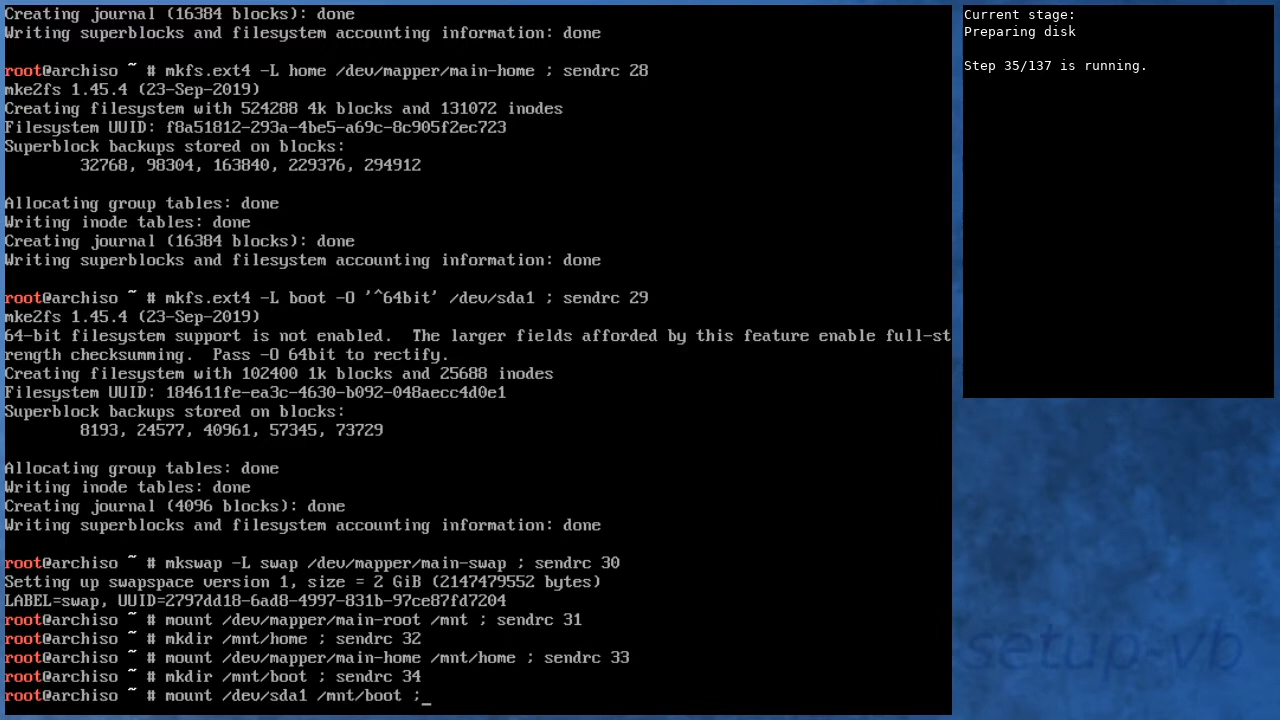 Creating journal (16384 blocks): done
Writing superblocks and filesystem accounting information: done
root@archiso ~ # mkfs.ext4 -L home /dev/mapper/main-home ; sendrc 28
mke2fs 1.45.4 (23-Sep-2019)
Creating filesystem with 524288 4k blocks and 131072 inodes
Filesystem UUID: f8a51812-293a-4be5-a69c-8c905f2ec723
Superblock backups stored on blocks:
        32768, 98304, 163840, 229376, 294912
Allocating group tables: done
Writing inode tables: done
Creating journal (16384 blocks): done
Writing superblocks and filesystem accounting information: done
root@archiso ~ # mkfs.ext4 -L boot -O '^64bit' /dev/sda1 ; sendrc 29
mke2fs 1.45.4 (23-Sep-2019)
64-bit filesystem support is not enabled.  The larger fields afforded by this feature enable full-st
rength checksumming.  Pass -O 64bit to rectify.
Creating filesystem with 102400 1k blocks and 25688 inodes
Filesystem UUID: 184611fe-ea3c-4630-b092-048aecc4d0e1
Superblock backups stored on blocks:
        8193, 24577, 40961, 57345, 73729
Allocating group tables: done
Writing inode tables: done
Creating journal (4096 blocks): done
Writing superblocks and filesystem accounting information: done
root@archiso ~ # mkswap -L swap /dev/mapper/main-swap ; sendrc 30
Setting up swapspace version 1, size = 2 GiB (2147479552 bytes)
LABEL=swap, UUID=2797dd18-6ad8-4997-831b-97ce87fd7204
root@archiso ~ # mount /dev/mapper/main-root /mnt ; sendrc 31
root@archiso ~ # mkdir /mnt/home ; sendrc 32
root@archiso ~ # mount /dev/mapper/main-home /mnt/home ; sendrc 33
root@archiso ~ # mkdir /mnt/boot ; sendrc 34
root@archiso ~ # mount /dev/sda1 /mnt/boot ;_
Current stage:
Preparing disk
Step 35/137 is running.
setup-vb